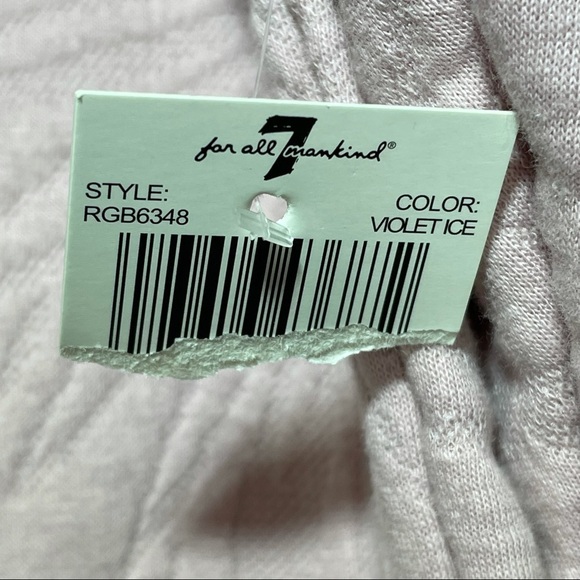 7
for all mankind®
STYLE:
RGB6348
COLOR:
VIOLET ICE